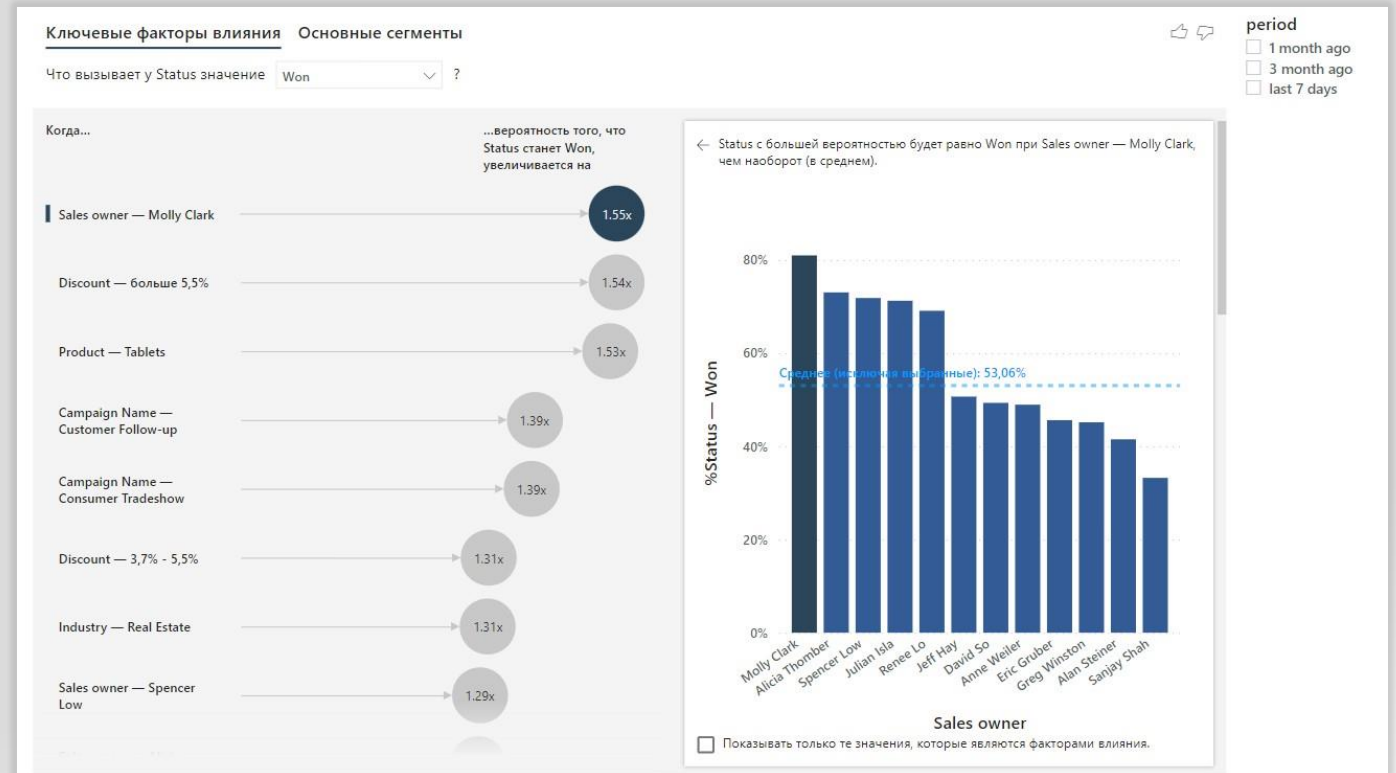 Ключевые факторы влияния Основные сегменты
Что вызывает у Status значение Won ?
Когда...
...вероятность того, что
Status станет Won,
увеличивается на
Sales owner — Molly Clark 1.55x
Discount — больше 5,5% 1.54x
Product — Tablets 1.53x
Campaign Name —
Customer Follow-up
1.39x
Campaign Name —
Consumer Tradeshow
1.39x
Discount — 3,7% - 5,5% 1.31x
Industry — Real Estate 1.31x
Sales owner — Spencer
Low
1.29x
← Status с большей вероятностью будет равно Won при Sales owner — Molly Clark,
чем наоборот (в среднем).
%Status — Won
80%
60%
Среднее (исключая выбранные): 53,06%
40%
20%
0%
Molly Clark
Alicia Thomber
Spencer Low
Julian Isla
Renee Lo
Jeff Hay
David So
Anne Weiler
Eric Gruber
Greg Winston
Alan Steiner
Sanjay Shah
Sales owner
Показывать только те значения, которые являются факторами влияния.
period
1 month ago
3 month ago
last 7 days